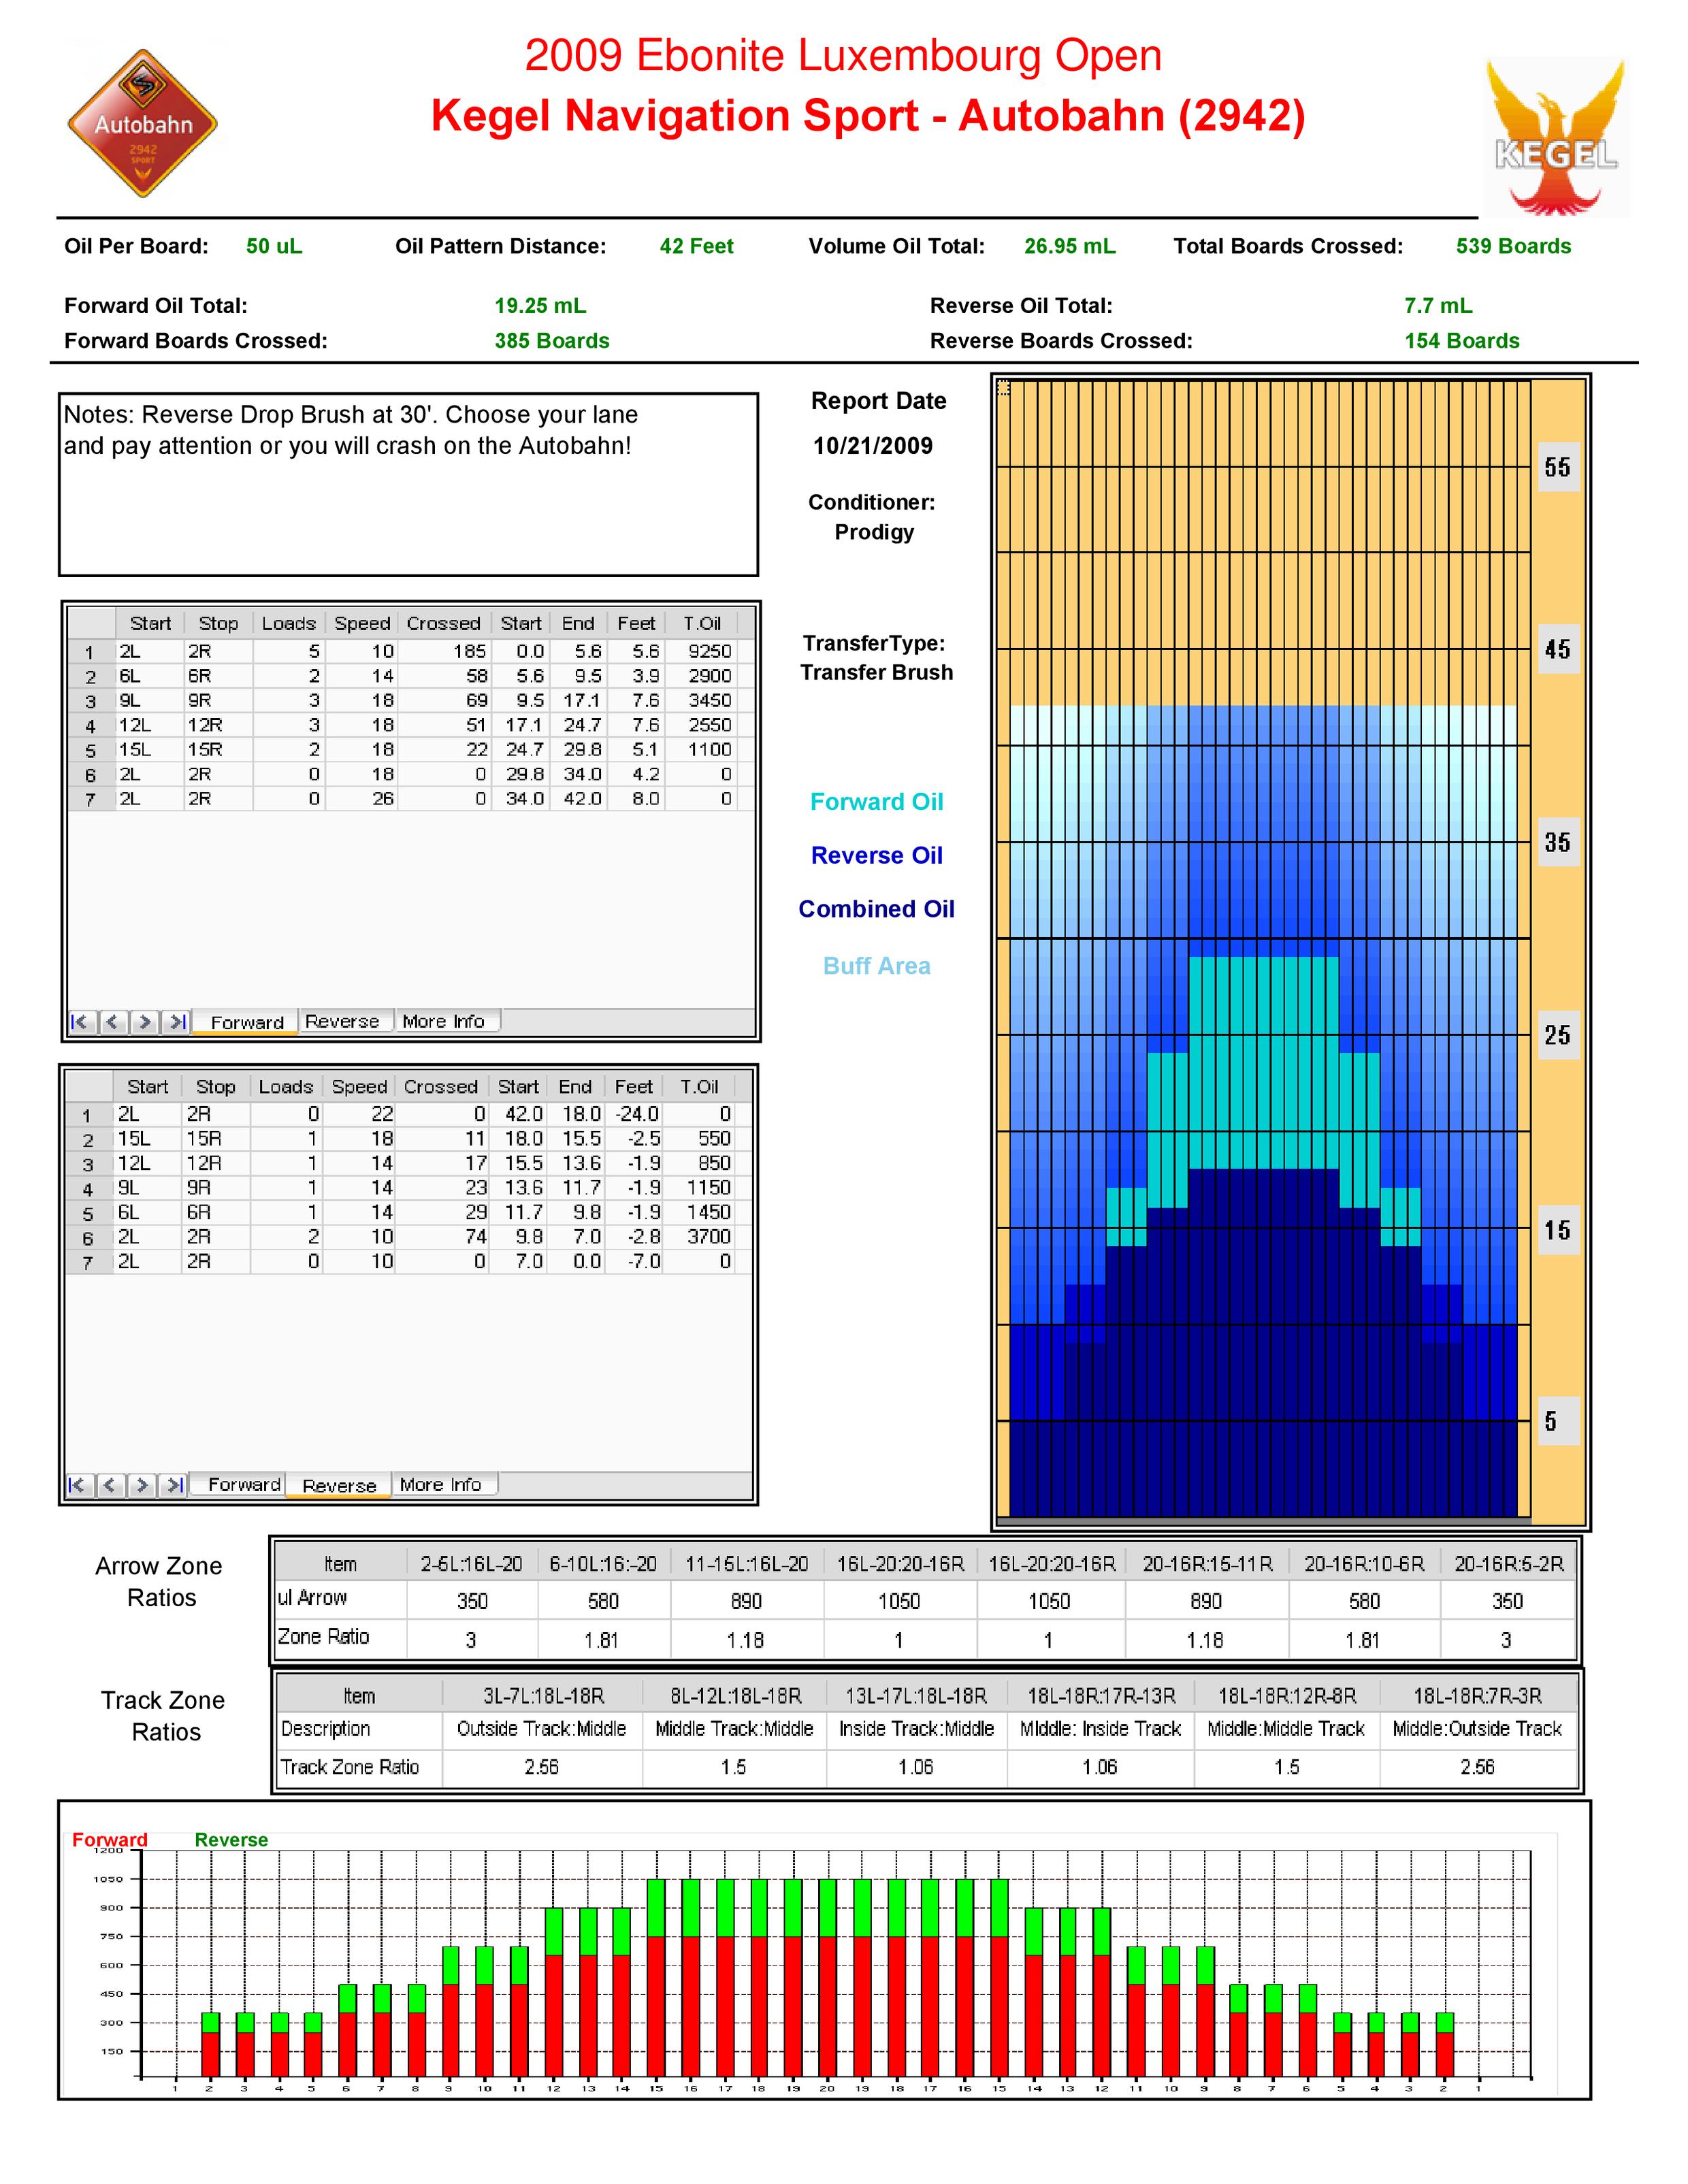 2009 Ebonite Luxembourg Open
Kegel Navigation Sport - Autobahn (2942)
Autobahn
2942
SPORT
KEGEL
Oil Per Board: 50 uL Oil Pattern Distance: 42 Feet Volume Oil Total: 26.95 mL Total Boards Crossed: 539 Boards
Forward Oil Total: 19.25 mL Reverse Oil Total: 7.7 mL
Forward Boards Crossed: 385 Boards Reverse Boards Crossed: 154 Boards
Notes: Reverse Drop Brush at 30'. Choose your lane
and pay attention or you will crash on the Autobahn!
Report Date
10/21/2009
Conditioner:
Prodigy
TransferType:
Transfer Brush
Forward Oil
Reverse Oil
Combined Oil
Buff Area
55
45
35
25
15
5
Start Stop Loads Speed Crossed Start End Feet T.Oil
1 2L 2R 5 10 185 0.0 5.6 5.6 9250
2 6L 6R 2 14 58 5.6 9.5 3.9 2900
3 9L 9R 3 18 69 9.5 17.1 7.6 3450
4 12L 12R 3 18 51 17.1 24.7 7.6 2550
5 15L 15R 2 18 22 24.7 29.8 5.1 1100
6 2L 2R 0 18 0 29.8 34.0 4.2 0
7 2L 2R 0 26 0 34.0 42.0 8.0 0
Forward Reverse More Info
Start Stop Loads Speed Crossed Start End Feet T.Oil
1 2L 2R 0 22 0 42.0 18.0 -24.0 0
2 15L 15R 1 18 11 18.0 15.5 -2.5 550
3 12L 12R 1 14 17 15.5 13.6 -1.9 850
4 9L 9R 1 14 23 13.6 11.7 -1.9 1150
5 6L 6R 1 14 29 11.7 9.8 -1.9 1450
6 2L 2R 2 10 74 9.8 7.0 -2.8 3700
7 2L 2R 0 10 0 7.0 0.0 -7.0 0
Forward Reverse More Info
Arrow Zone
Ratios
Item 2-5L:16L-20 6-10L:16:-20 11-15L:16L-20 16L-20:20-16R 16L-20:20-16R 20-16R:15-11R 20-16R:10-6R 20-16R:5-2R
ul Arrow 350 580 890 1050 1050 890 580 350
Zone Ratio 3 1.81 1.18 1 1 1.18 1.81 3
Track Zone
Ratios
Item 3L-7L:18L-18R 8L-12L:18L-18R 13L-17L:18L-18R 18L-18R:17R-13R 18L-18R:12R-8R 18L-18R:7R-3R
Description Outside Track:Middle Middle Track:Middle Inside Track:Middle MIddle: Inside Track Middle:Middle Track Middle:Outside Track
Track Zone Ratio 2.56 1.5 1.06 1.06 1.5 2.56
Forward Reverse
1200
1050
900
750
600
450
300
150
1 2 3 4 5 6 7 8 9 10 11 12 13 14 15 16 17 18 19 20 19 18 17 16 15 14 13 12 11 10 9 8 7 6 5 4 3 2 1